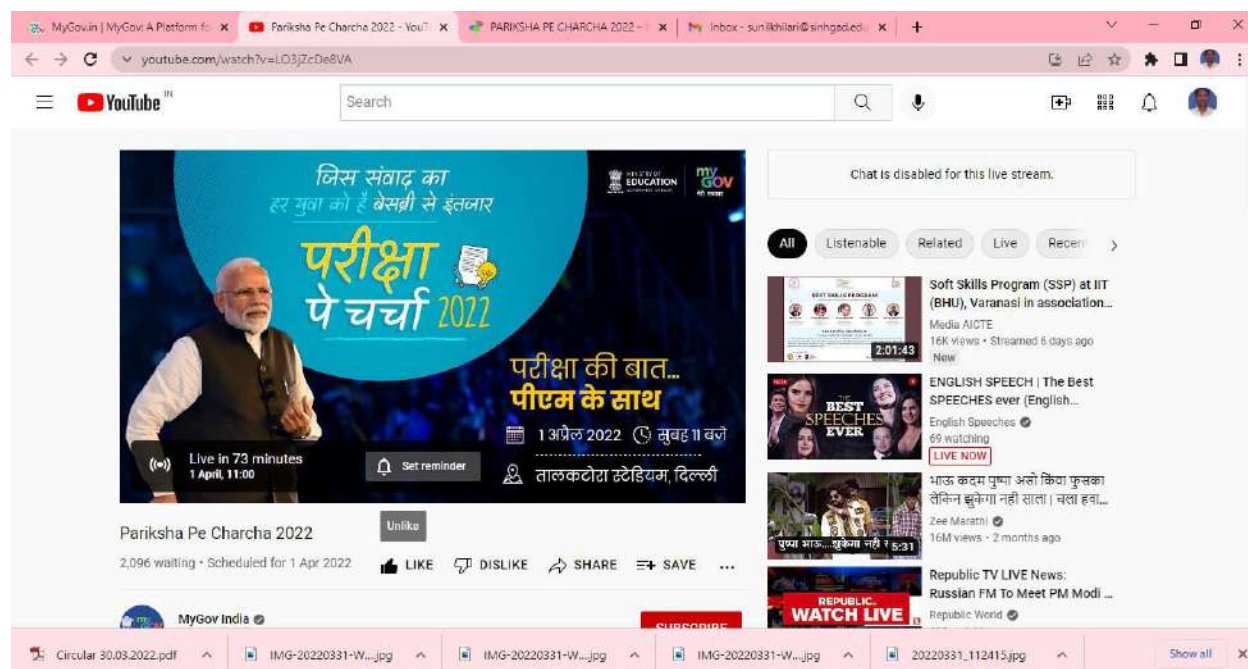 MyGov.in | MyGov: A Platform fo
Pariksha Pe Charcha 2022 - YouT
PARIKSHA PE CHARCHA 2022 -
Inbox - sunilkhilari@sinhgad.ed
youtube.com/watch?v=LO3jZcDe8VA
YouTube IN
Search
जिस संवाद का
हर युवा को है बेसब्री से इंतजार
परीक्षा
पे चर्चा 2022
MINISTRY OF
EDUCATION
my
GOV
मेरी सरकार
परीक्षा की बात...
पीएम के साथ
1 अप्रैल 2022 सुबह 11 बजे
तालकटोरा स्टेडियम, दिल्ली
Live in 73 minutes
1 April, 11:00
Set reminder
Pariksha Pe Charcha 2022
Unlike
2,096 waiting • Scheduled for 1 Apr 2022
LIKE DISLIKE SHARE SAVE ...
MyGov India
SUBSCRIBE
Chat is disabled for this live stream.
All Listenable Related Live Recen
SOFT SKILLS PROGRAM
2:01:43
Soft Skills Program (SSP) at IIT
(BHU), Varanasi in association...
Media AICTE
16K views • Streamed 6 days ago
New
THE
BEST
SPEECHES
EVER
ENGLISH SPEECH | The Best
SPEECHES ever (English...
English Speeches
69 watching
LIVE NOW
पुष्पा भाऊ....झुकेगा नहीं
5:31
भाऊ कदम पुष्पा असो किंवा फुसका
लेकिन झुकेगा नही साला | चला हवा...
Zee Marathi
16M views • 2 months ago
REPUBLIC
WATCH LIVE
Republic TV LIVE
News:
Russian FM To Meet PM Modi ...
Republic World
Circular 30.03.2022.pdf
IMG-20220331-W....jpg
IMG-20220331-W....jpg
IMG-20220331-W....jpg
20220331_112415.jpg
Show all